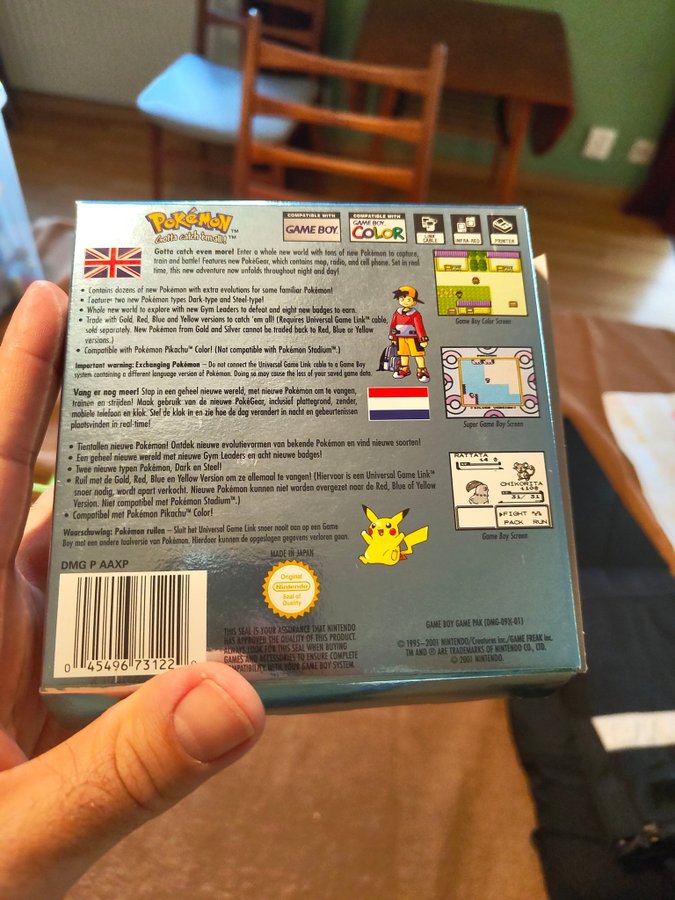 POKéMON™
Gotta catch 'em all!™
COMPATIBLE WITH
GAME BOY.
COMPATIBLE WITH
GAME BOY
COLOR
LINK
CABLE
INFRA-RED
PRINTER
Gotta catch even more! Enter a whole new world with tons of new Pokémon to capture,
train and battle! Features new PokéGear, which contains map, radio, and cell phone. Set in real
time, this new adventure now unfolds throughout night and day!
• Contains dozens of new Pokémon with extra evolutions for some familiar Pokémon!
• Features two new Pokémon types Dark-type and Steel-type!
• Whole new world to explore with new Gym Leaders to defeat and eight new badges to earn.
• Trade with Gold, Red, Blue and Yellow versions to catch 'em all! (Requires Universal Game Link™ cable,
sold separately. New Pokémon from Gold and Silver cannot be traded back to Red, Blue or Yellow
versions.)
• Compatible with Pokémon Pikachu™ Color! (Not compatible with Pokémon Stadium™.)
Important warning: Exchanging Pokémon – Do not connect the Universal Game Link cable to a Game Boy
system containing a different language version of Pokémon. Doing so may cause the loss of your saved game data.
Game Boy Color Screen
Vang er nog meer! Stap in een geheel nieuwe wereld, met nieuwe Pokémon om te vangen,
trainen en strijden! Maak gebruik van de nieuwe PokéGear, inclusief plattegrond, zender,
mobiele telefoon en klok. Stel de klok in en zie hoe de dag verandert in nacht en gebeurtenissen
plaatsvinden in real-time!
Super Game Boy Screen
• Tientallen nieuwe Pokémon! Ontdek nieuwe evolutievarmen van bekende Pokémon en vind nieuwe soorten!
• Een geheel nieuwe wereld met nieuwe Gym Leaders en acht nieuwe badges!
• Twee nieuwe typen Pokémon, Dark en Steel!
• Ruil met de Gold, Red, Blue en Yellow Version om ze allemaal te vangen! (Hiervoor is een Universal Game Link™
snoer nodig, wordt apart verkocht. Nieuwe Pokémon kunnen niet warden overgezet naar de Red, Blue of Yellow
Version. Niet compatibel met Pokémon Stadium™.)
• Compatibel met Pokémon Pikachu™ Color!
RATTATA
CHIKORITA
31/ 31
FIGHT
PACK RUN
Game Boy Screen
Waarschuwing: Pokémon ruilen – Sluit het Universal Game Link snoer nooit aan op een Game
Boy met een andere taalversie van Pokémon. Hierdoor kunnen de opgeslagen gegevens verloren gaan.
MADE IN JAPAN
DMG P AAXP
Original
Nintendo
Seal of
Quality
0 45496 73122
THIS SEAL IS YOUR ASSURANCE THAT NINTENDO
HAS APPROVED THE QUALITY OF THIS PRODUCT.
ALWAYS LOOK FOR THIS SEAL WHEN BUYING
GAMES AND ACCESSORIES TO ENSURE COMPLETE
COMPATIBILITY WITH YOUR GAME BOY SYSTEM.
GAME BOY GAME PAK (DMG-09X-01)
© 1995–2001 NINTENDO/Creatures inc./GAME FREAK inc.
TM AND ® ARE TRADEMARKS OF NINTENDO CO., LTD.
© 2001 NINTENDO.